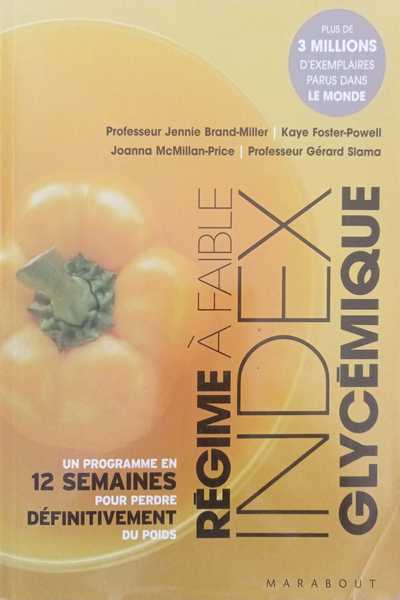 PLUS DE
3 MILLIONS
D'EXEMPLAIRES
PARUS DANS
LE MONDE
Professeur Jennie Brand-Miller | Kaye Foster-Powell
Joanna McMillan-Price | Professeur Gérard Slama
RÉGIME À FAIBLE
INDEX
GLYCÉMIQUE
UN PROGRAMME EN
12 SEMAINES
POUR PERDRE
DÉFINITIVEMENT
DU POIDS
MARABOUT